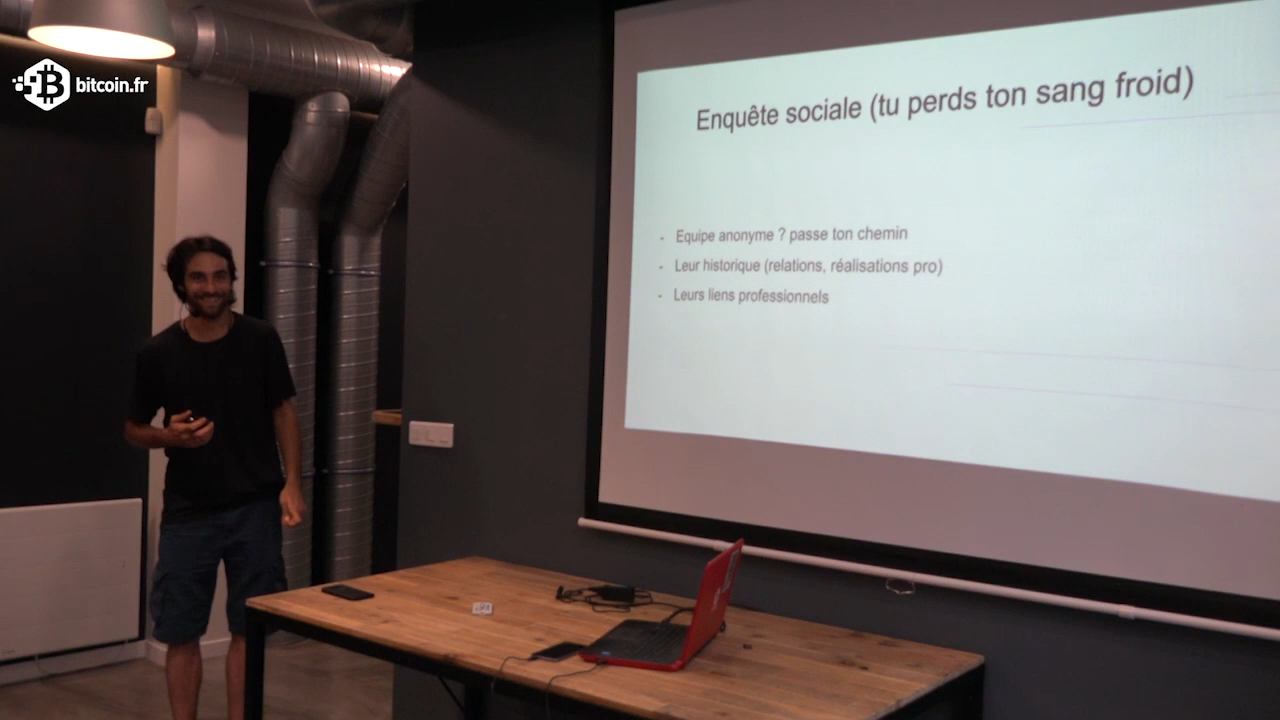 bitcoin.fr
Enquête sociale (tu perds ton sang froid)
- Equipe anonyme ? passe ton chemin
- Leur historique (relations, réalisations pro)
- Leurs liens professionnels